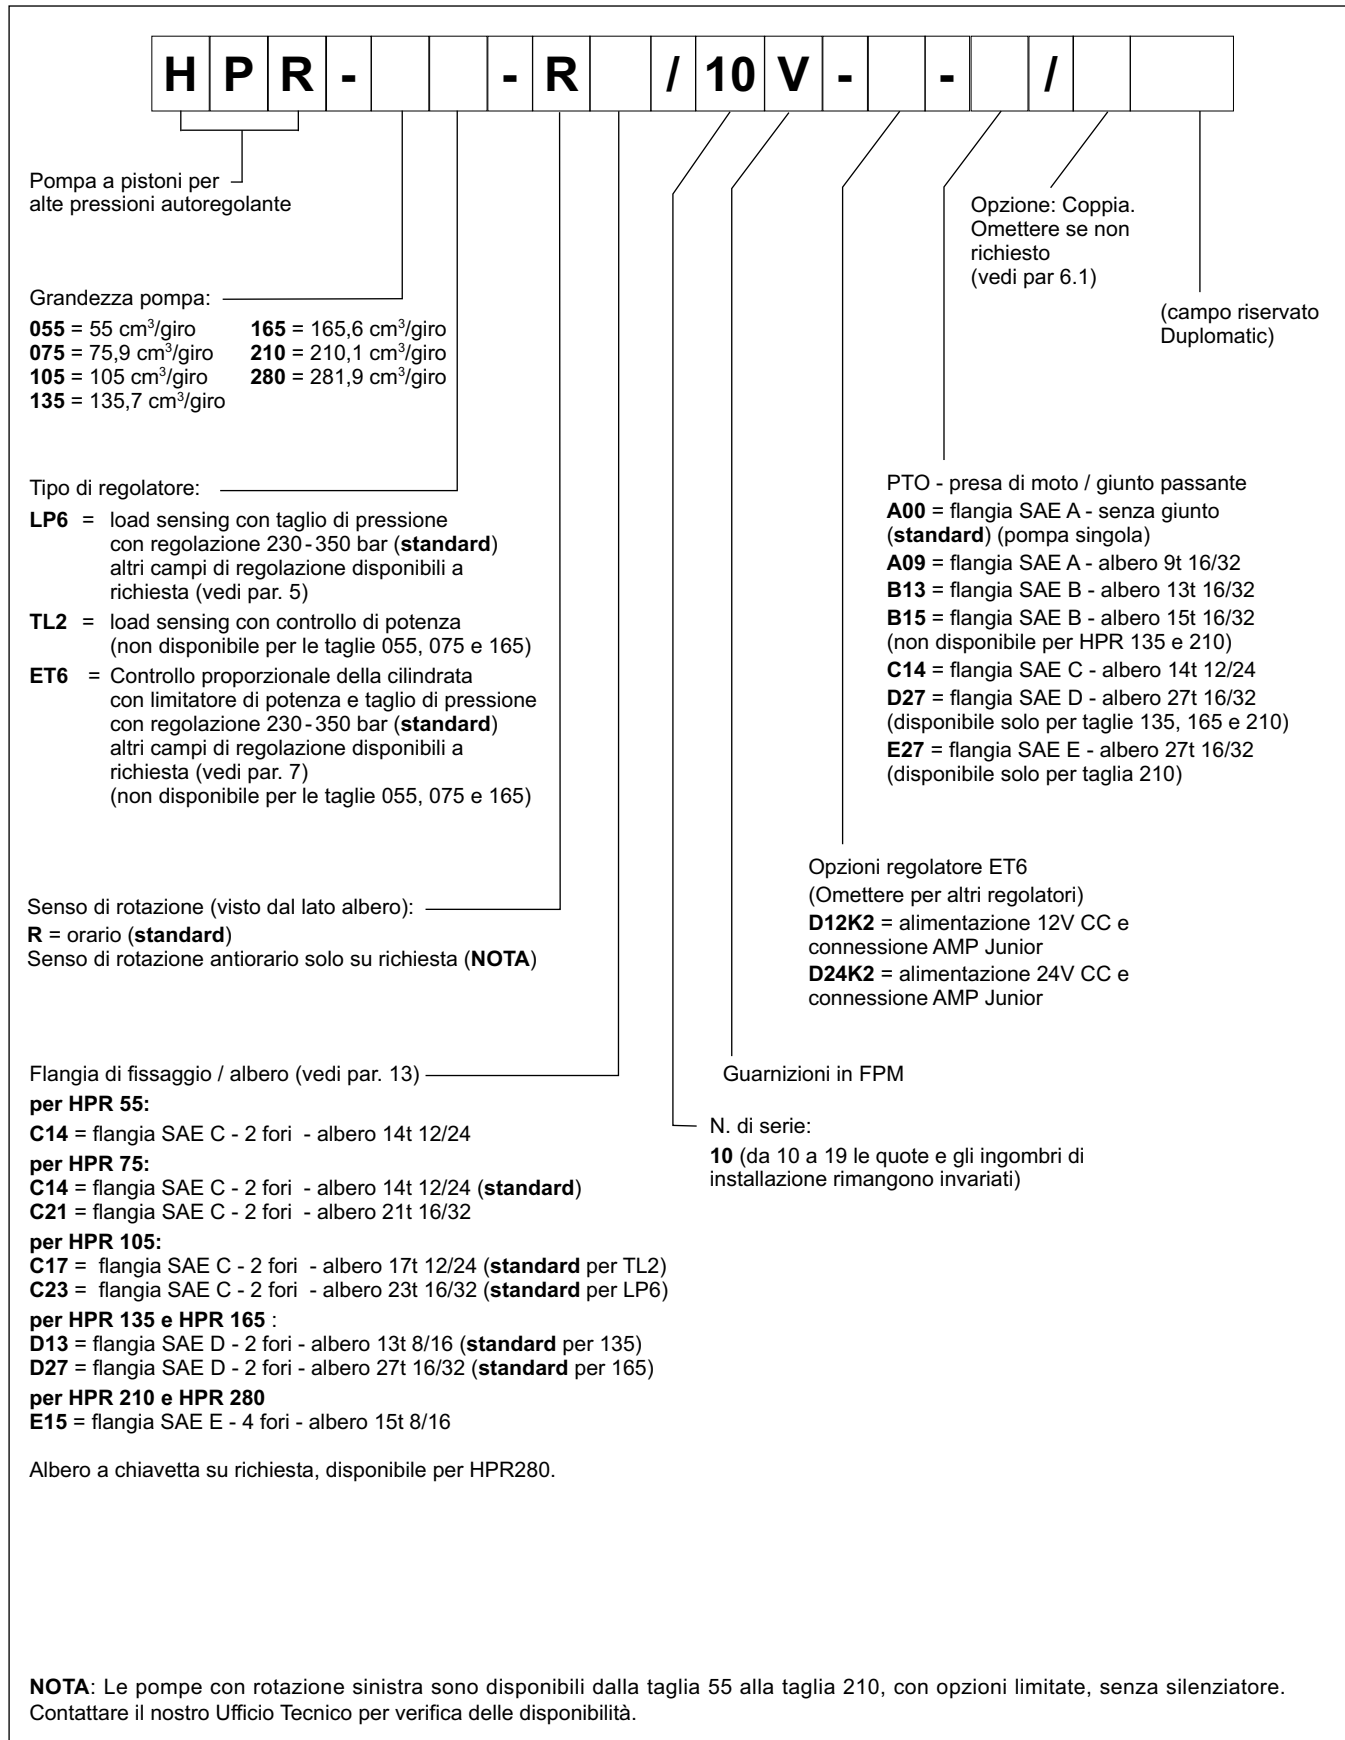 HPR- -R /10V- - /
Pompa a pistoni per
alte pressioni autoregolante
Opzione: Coppia.
Omettere se non
richiesto
(vedi par 6.1)
(campo riservato
Duplomatic)
Grandezza pompa:
055 = 55 cm³/giro 165 = 165,6 cm³/giro
075 = 75,9 cm³/giro 210 = 210,1 cm³/giro
105 = 105 cm³/giro 280 = 281,9 cm³/giro
135 = 135,7 cm³/giro
Tipo di regolatore:
LP6 = load sensing con taglio di pressione
con regolazione 230-350 bar (standard)
altri campi di regolazione disponibili a
richiesta (vedi par. 5)
TL2 = load sensing con controllo di potenza
(non disponibile per le taglie 055, 075 e 165)
ET6 = Controllo proporzionale della cilindrata
con limitatore di potenza e taglio di pressione
con regolazione 230-350 bar (standard)
altri campi di regolazione disponibili a
richiesta (vedi par. 7)
(non disponibile per le taglie 055, 075 e 165)
PTO - presa di moto / giunto passante
A00 = flangia SAE A - senza giunto
(standard) (pompa singola)
A09 = flangia SAE A - albero 9t 16/32
B13 = flangia SAE B - albero 13t 16/32
B15 = flangia SAE B - albero 15t 16/32
(non disponibile per HPR 135 e 210)
C14 = flangia SAE C - albero 14t 12/24
D27 = flangia SAE D - albero 27t 16/32
(disponibile solo per taglie 135, 165 e 210)
E27 = flangia SAE E - albero 27t 16/32
(disponibile solo per taglia 210)
Senso di rotazione (visto dal lato albero):
R = orario (standard)
Senso di rotazione antiorario solo su richiesta (NOTA)
Opzioni regolatore ET6
(Omettere per altri regolatori)
D12K2 = alimentazione 12V CC e
connessione AMP Junior
D24K2 = alimentazione 24V CC e
connessione AMP Junior
Flangia di fissaggio / albero (vedi par. 13)
per HPR 55:
C14 = flangia SAE C - 2 fori - albero 14t 12/24
per HPR 75:
C14 = flangia SAE C - 2 fori - albero 14t 12/24 (standard)
C21 = flangia SAE C - 2 fori - albero 21t 16/32
per HPR 105:
C17 = flangia SAE C - 2 fori - albero 17t 12/24 (standard per TL2)
C23 = flangia SAE C - 2 fori - albero 23t 16/32 (standard per LP6)
per HPR 135 e HPR 165 :
D13 = flangia SAE D - 2 fori - albero 13t 8/16 (standard per 135)
D27 = flangia SAE D - 2 fori - albero 27t 16/32 (standard per 165)
per HPR 210 e HPR 280
E15 = flangia SAE E - 4 fori - albero 15t 8/16
Albero a chiavetta su richiesta, disponibile per HPR280.
Guarnizioni in FPM
N. di serie:
10 (da 10 a 19 le quote e gli ingombri di
installazione rimangono invariati)
NOTA: Le pompe con rotazione sinistra sono disponibili dalla taglia 55 alla taglia 210, con opzioni limitate, senza silenziatore.
Contattare il nostro Ufficio Tecnico per verifica delle disponibilità.